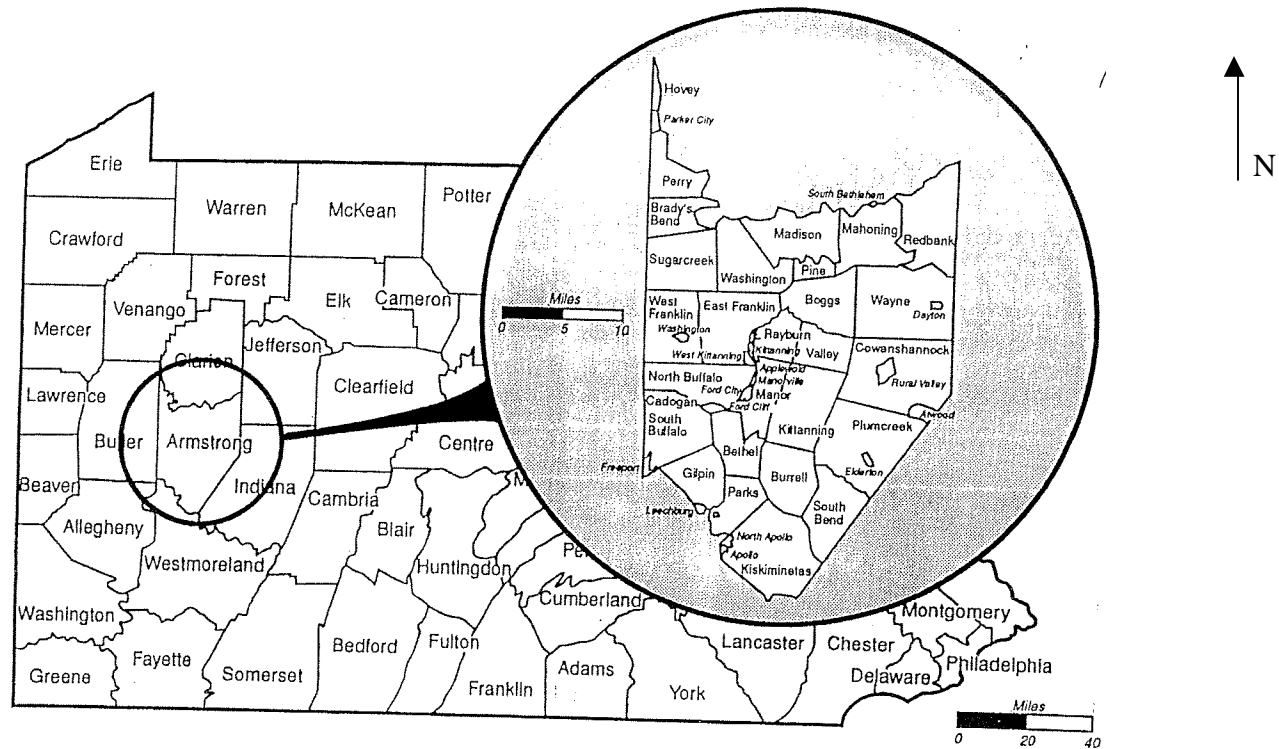 Hovey
Parker City
N
Erie
Perry
South Bethlehem
Potter
Warren
McKean
Brady's
Bend
Mahoning
Madison
Redbank
Crawford
Sugarcreek
Pine
Washington
Forest
Elk
Cameron
Miles
0 5 10
West
Franklin
East Franklin
Boggs
Wayne
Dayton
Venango
Mercer
Washington
Rayburn
Jefferson
Kittanning
Valley
Cowanshannock
West Kittanning
Clarion
Applewold
North Buffalo
Manorville
Rural Valley
Clearfield
Ford City
Manor
Lawrence
Cadogan
Ford Cliff
Atwood
South
Buffalo
Kittanning
Plumcreek
Butler
Armstrong
Centre
Bethel
Freeport
Gilpin
Burrell
Elderton
Beaver
Indiana
Cambria
M
Parks
Leechburg
South
Bend
Allegheny
Blair
North Apollo
Apollo
Pe
Westmoreland
Huntingdon
Kiskiminetas
Cumberland
Washington
Montgomery
Bedford
Fulton
Lancaster
Chester
Fayette
Philadelphia
Greene
Somerset
Adams
Delaware
Franklin
York
Miles
0 20 40